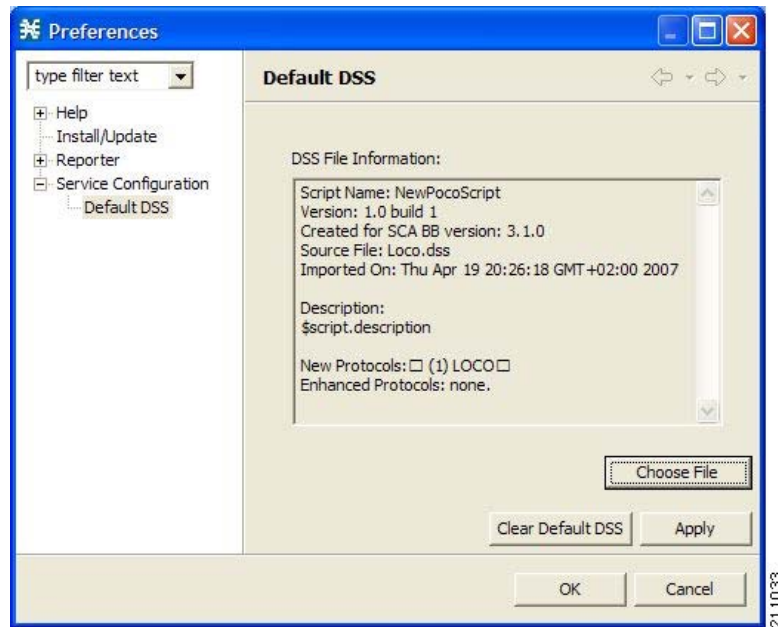 Preferences
type filter text
Default DSS
Help
Install/Update
Reporter
Service Configuration
Default DSS
DSS File Information:
Script Name: NewPocoScript
Version: 1.0 build 1
Created for SCA BB version: 3.1.0
Source File: Loco.dss
Imported On: Thu Apr 19 20:26:18 GMT+02:00 2007
Description:
$script.description
New Protocols:□ (1) LOCO□
Enhanced Protocols: none.
Choose File
Clear Default DSS
Apply
OK
Cancel
211033